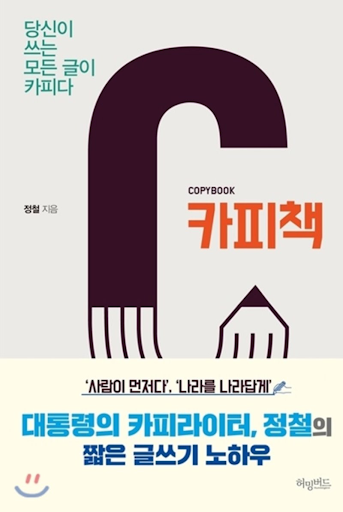 당신이
쓰는
모든 글이
카피다
COPYBOOK
카피책
정철 지음
'사람이 먼저다', '나라를 나라답게'
대통령의 카피라이터, 정철의
짧은 글쓰기 노하우
허밍버드